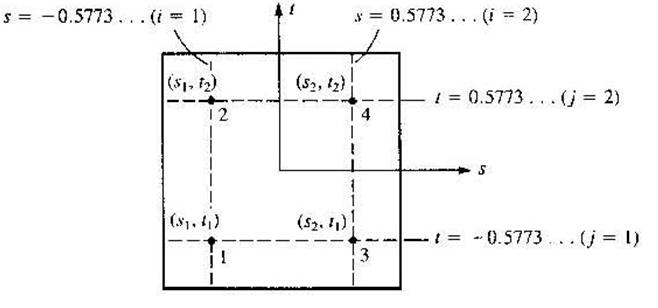 s = −0.5773 . . . (i = 1)
t
s = 0.5773 . . . (i = 2)
(s₁, t₂)
(s₂, t₂)
t = 0.5773 . . . (j = 2)
2
4
s
(s₁, t₁)
(s₂, t₁)
t = −0.5773 . . . (j = 1)
1
3